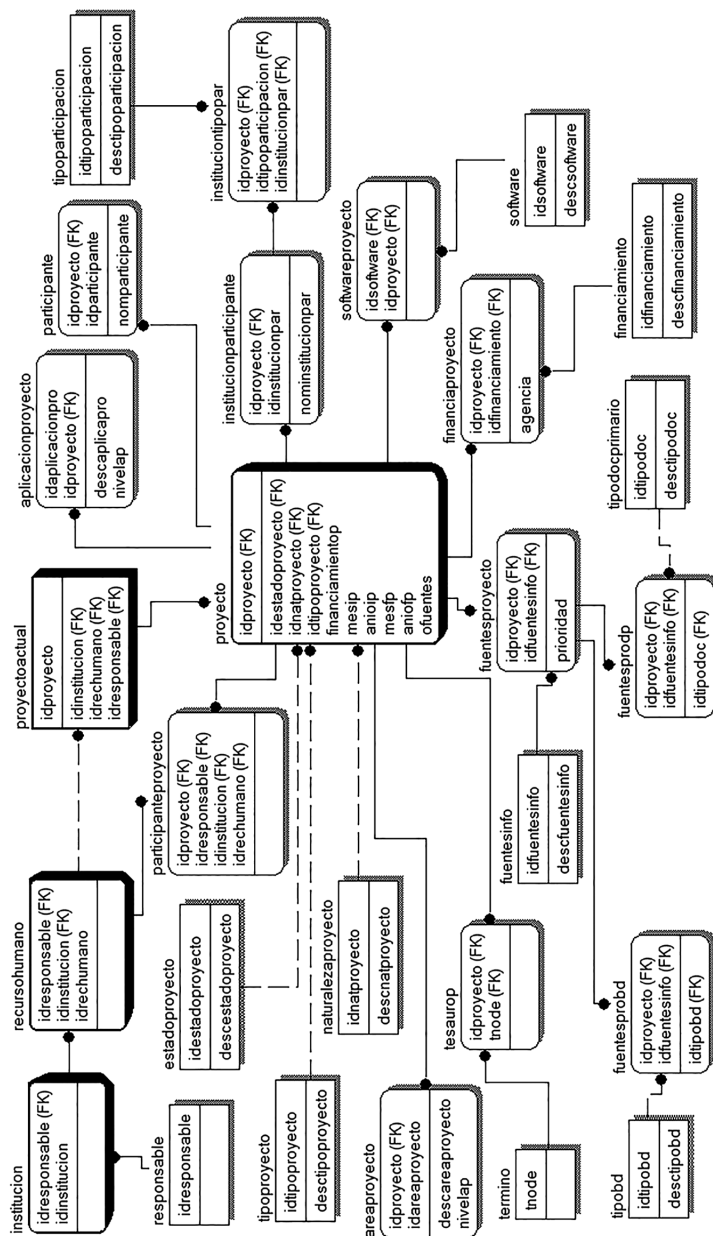 institucion
idresponsable (FK)
idinstitucion
responsable
idresponsable
recursohumano
idresponsable (FK)
idinstitucion (FK)
idrechumano
proyectoactual
idproyecto
idinstitucion (FK)
idrechumano (FK)
idresponsable (FK)
aplicacionproyecto
idaplicacionpro
idproyecto (FK)
descaplicapro
nivelap
participante
idproyecto (FK)
idparticipante
nomparticipante
tipoparticipacion
idtipoparticipacion
desctipoparticipacion
tipoproyecto
idtipoproyecto
desctipoproyecto
estadoproyecto
idestadoproyecto
descestadoproyecto
participanteproyecto
idproyecto (FK)
idresponsable (FK)
idinstitucion (FK)
idrechumano (FK)
proyecto
idproyecto (FK)
idestadoproyecto (FK)
idnatproyecto (FK)
idtipoproyecto (FK)
financiamientop
mesip
anioip
mesfp
aniofp
ofuentes
institucionparticipante
idproyecto (FK)
idinstitucionpar
nominstitucionpar
instituciontipopar
idproyecto (FK)
idtipoparticipacion (FK)
idinstitucionpar (FK)
naturalezaproyecto
idnatproyecto
descnatproyecto
softwareproyecto
idsoftware (FK)
idproyecto (FK)
areaproyecto
idproyecto (FK)
idareaproyecto
descareaproyecto
nivelap
tesaurop
idproyecto (FK)
tnode (FK)
fuentesinfo
idfuentesinfo
descfuentesinfo
fuentesproyecto
idproyecto (FK)
idfuentesinfo (FK)
prioridad
financiaproyecto
idproyecto (FK)
idfinanciamiento (FK)
agencia
software
idsoftware
descsoftware
termino
tnode
tipobd
idtipobd
desctipobd
fuentesprobd
idproyecto (FK)
idfuentesinfo (FK)
idtipobd (FK)
fuentesprodp
idproyecto (FK)
idfuentesinfo (FK)
idtipodoc (FK)
tipodocprimario
idtipodoc
desctipodoc
financiamiento
idfinanciamiento
descfinanciamiento